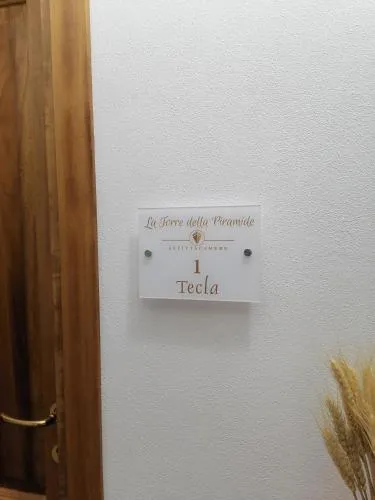 La Torre della Piramide
AFFITTACAMERE
1
Tecla